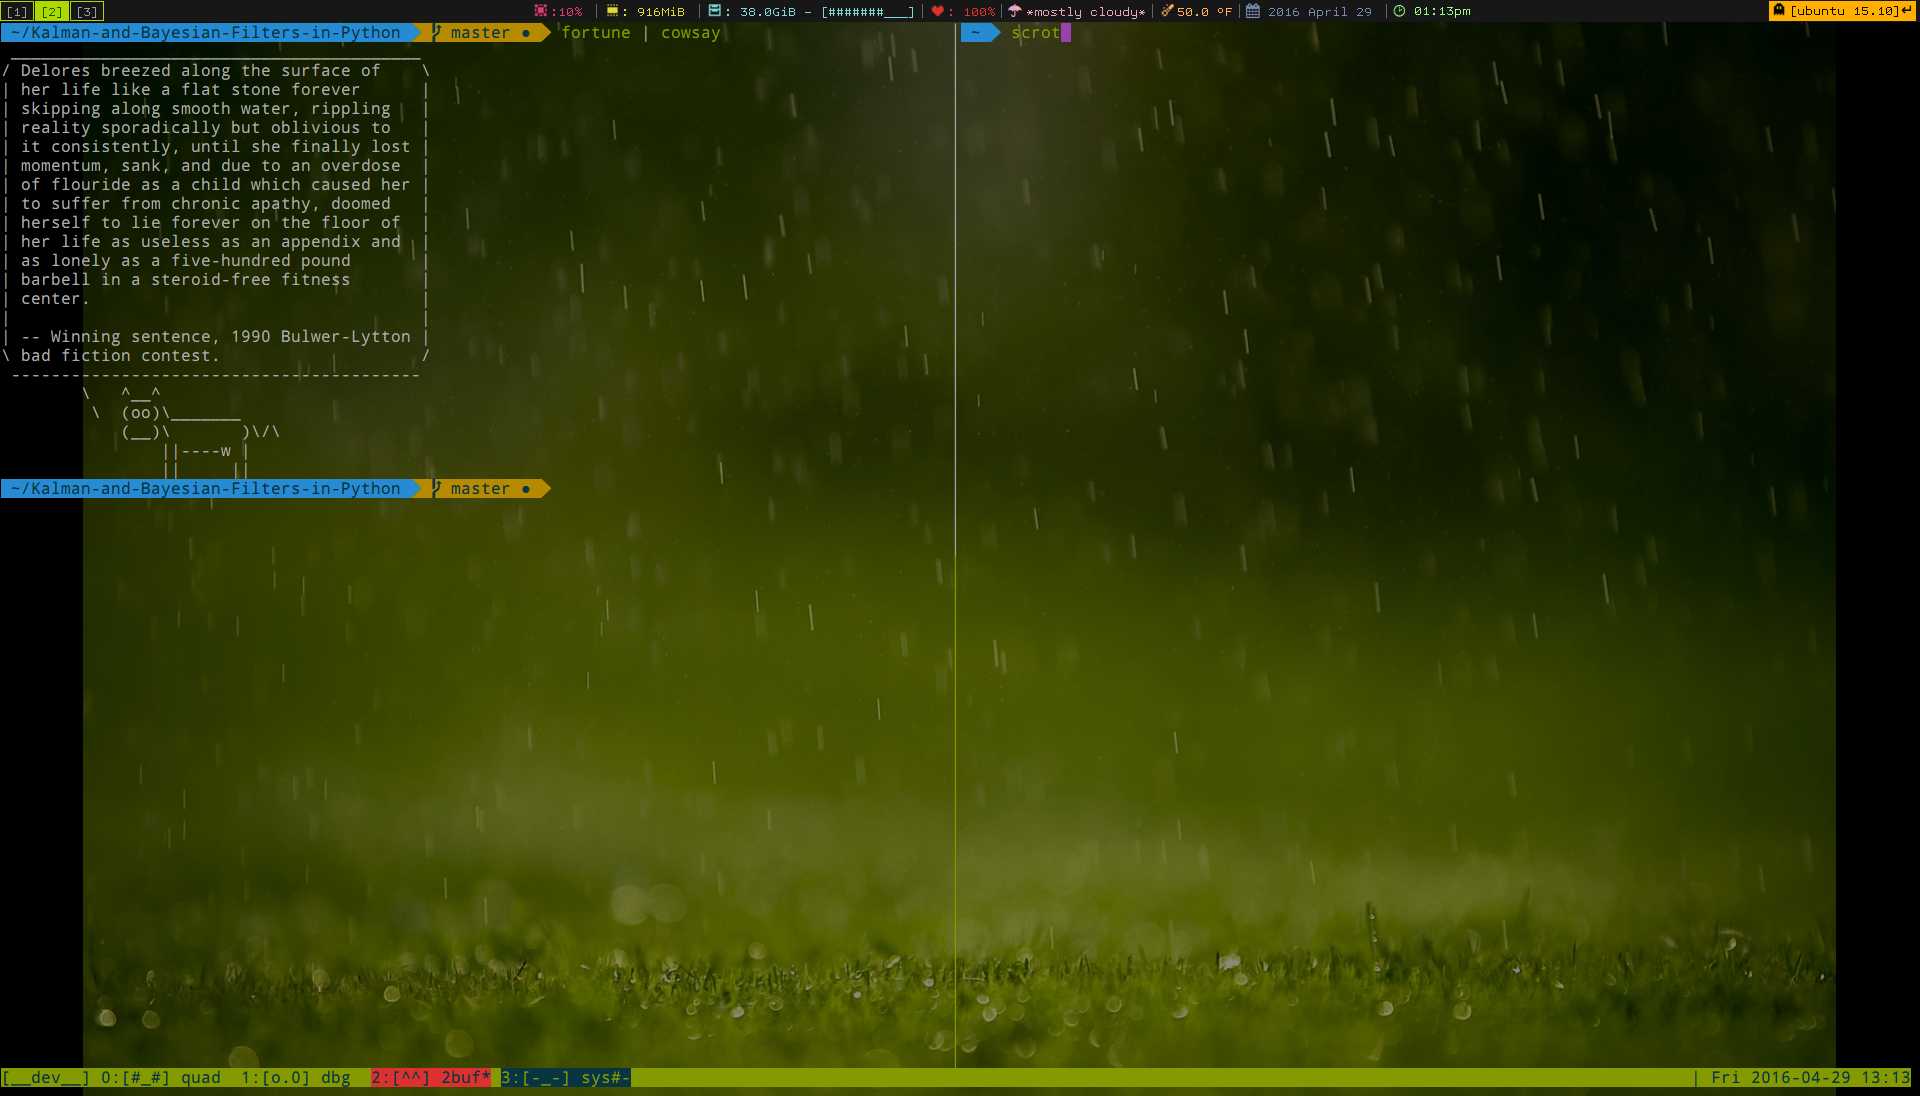 [1] [2] [3] :10% | : 916MiB | : 38.0GiB - [#######___] | : 100% | *mostly cloudy* | 50.0 ºF | 2016 April 29 | 01:13pm [ubuntu 15.10]↵
~/Kalman-and-Bayesian-Filters-in-Python master ● fortune | cowsay
 _________________________________________
/ Delores breezed along the surface of    \
| her life like a flat stone forever      |
| skipping along smooth water, rippling   |
| reality sporadically but oblivious to   |
| it consistently, until she finally lost |
| momentum, sank, and due to an overdose  |
| of flouride as a child which caused her |
| to suffer from chronic apathy, doomed   |
| herself to lie forever on the floor of  |
| her life as useless as an appendix and  |
| as lonely as a five-hundred pound       |
| barbell in a steroid-free fitness       |
| center.                                 |
|                                         |
| -- Winning sentence, 1990 Bulwer-Lytton |
\ bad fiction contest.                    /
 -----------------------------------------
        \   ^__^
         \  (oo)\_______
            (__)\       )\/\
                ||----w |
                ||     ||
~/Kalman-and-Bayesian-Filters-in-Python master ●
~ scrot
[__dev__] 0:[#_#] quad  1:[o.0] dbg  2:[^^] 2buf* 3:[-_-] sys#- | Fri 2016-04-29 13:13